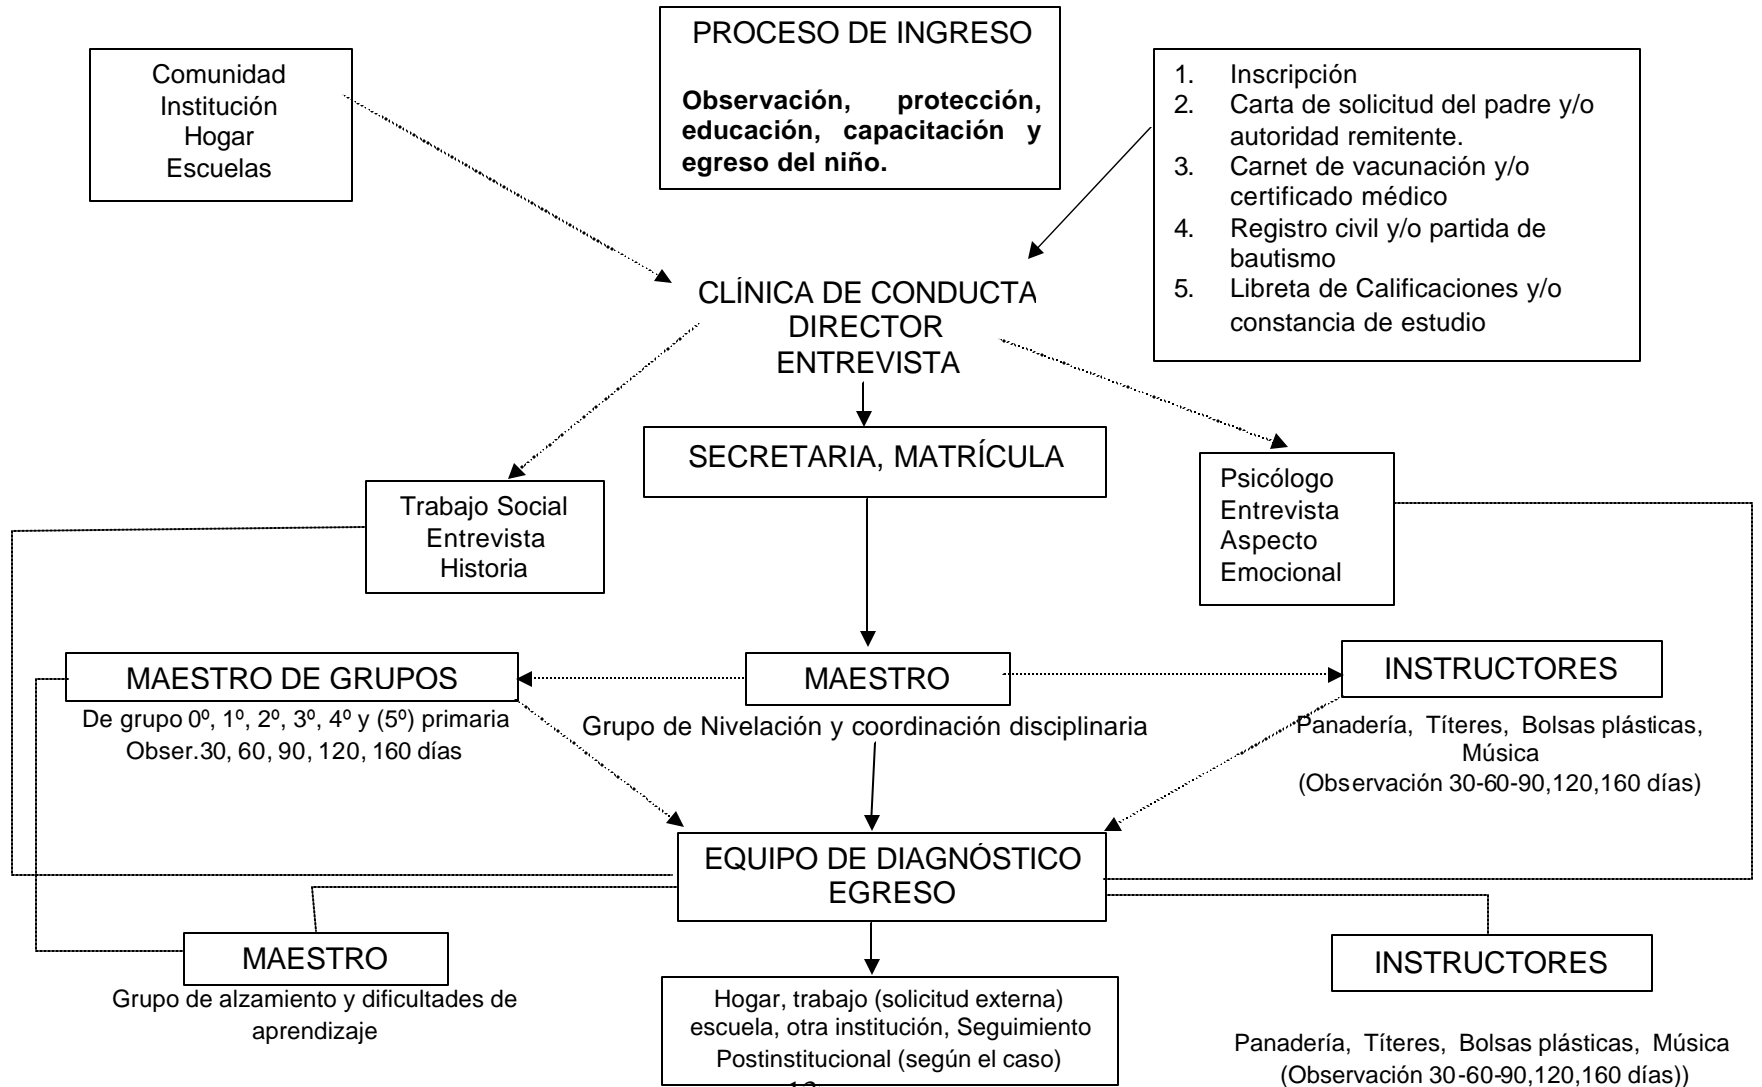 PROCESO DE INGRESO
Observación, protección,
educación, capacitación y
egreso del niño.
Comunidad
Institución
Hogar
Escuelas
1. Inscripción
2. Carta de solicitud del padre y/o
autoridad remitente.
3. Carnet de vacunación y/o
certificado médico
4. Registro civil y/o partida de
bautismo
5. Libreta de Calificaciones y/o
constancia de estudio
CLÍNICA DE CONDUCTA
DIRECTOR
ENTREVISTA
SECRETARIA, MATRÍCULA
Trabajo Social
Entrevista
Historia
Psicólogo
Entrevista
Aspecto
Emocional
MAESTRO DE GRUPOS
De grupo 0º, 1º, 2º, 3º, 4º y (5º) primaria
Obser.30, 60, 90, 120, 160 días
MAESTRO
Grupo de Nivelación y coordinación disciplinaria
INSTRUCTORES
Panadería, Títeres, Bolsas plásticas,
Música
(Observación 30-60-90,120,160 días)
EQUIPO DE DIAGNÓSTICO
EGRESO
MAESTRO
Grupo de alzamiento y dificultades de
aprendizaje
Hogar, trabajo (solicitud externa)
escuela, otra institución, Seguimiento
Postinstitucional (según el caso)
INSTRUCTORES
Panadería, Títeres, Bolsas plásticas, Música
(Observación 30-60-90,120,160 días))